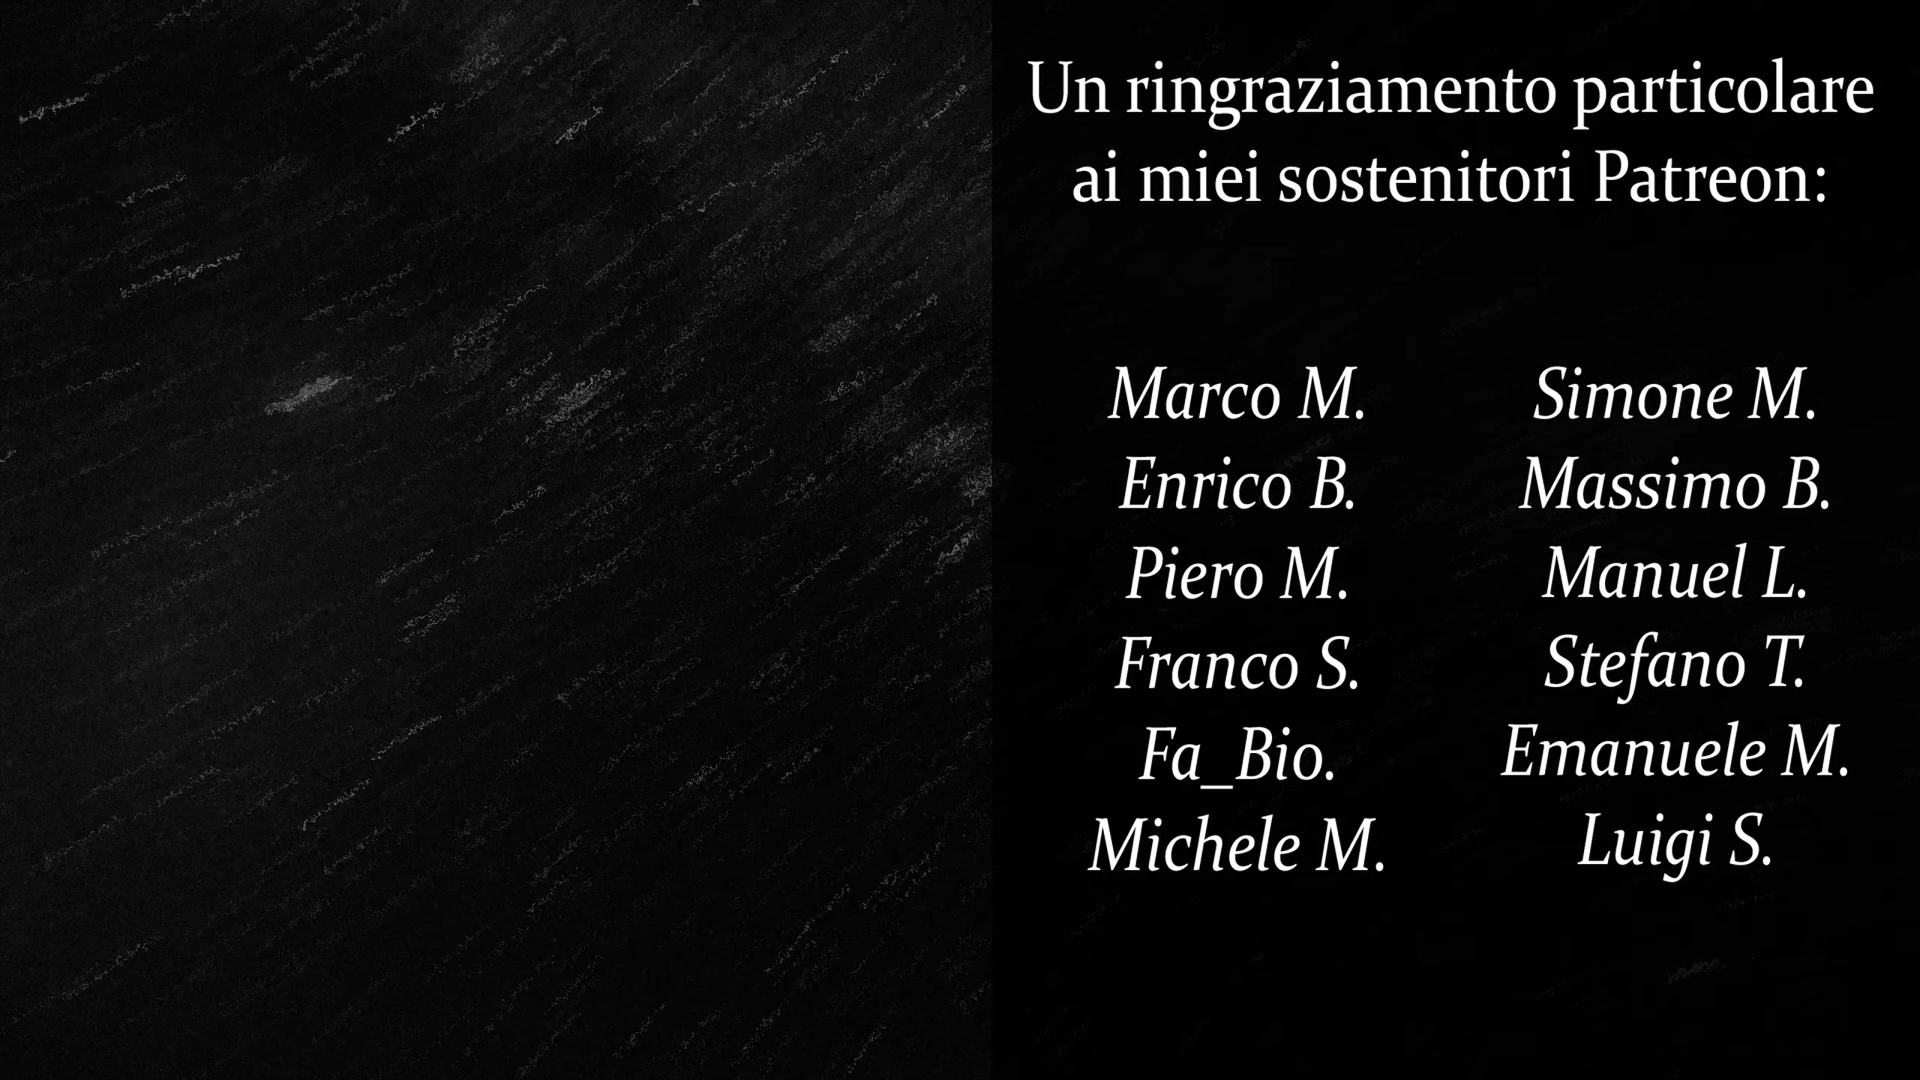 Un ringraziamento particolare
ai miei sostenitori Patreon:
Marco M.
Enrico B.
Piero M.
Franco S.
Fa_Bio.
Michele M.
Simone M.
Massimo B.
Manuel L.
Stefano T.
Emanuele M.
Luigi S.